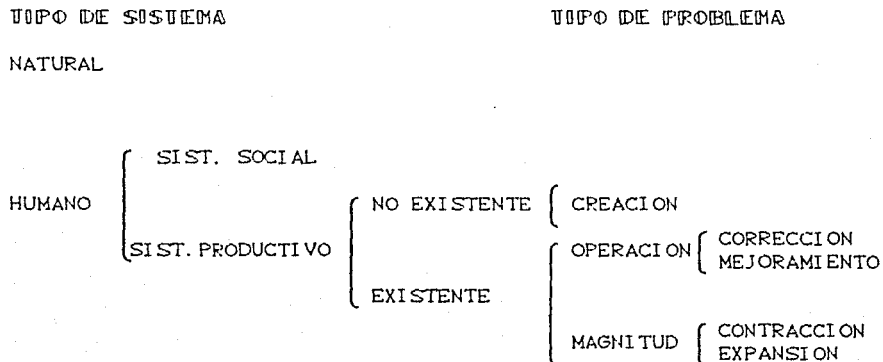 TIPO DE SISTEMA TIPO DE PROBLEMA
NATURAL
SIST. SOCIAL
HUMANO NO EXISTENTE CREACION
SIST. PRODUCTIVO OPERACION CORRECCION
MEJORAMIENTO
EXISTENTE
MAGNITUD CONTRACCION
EXPANSION